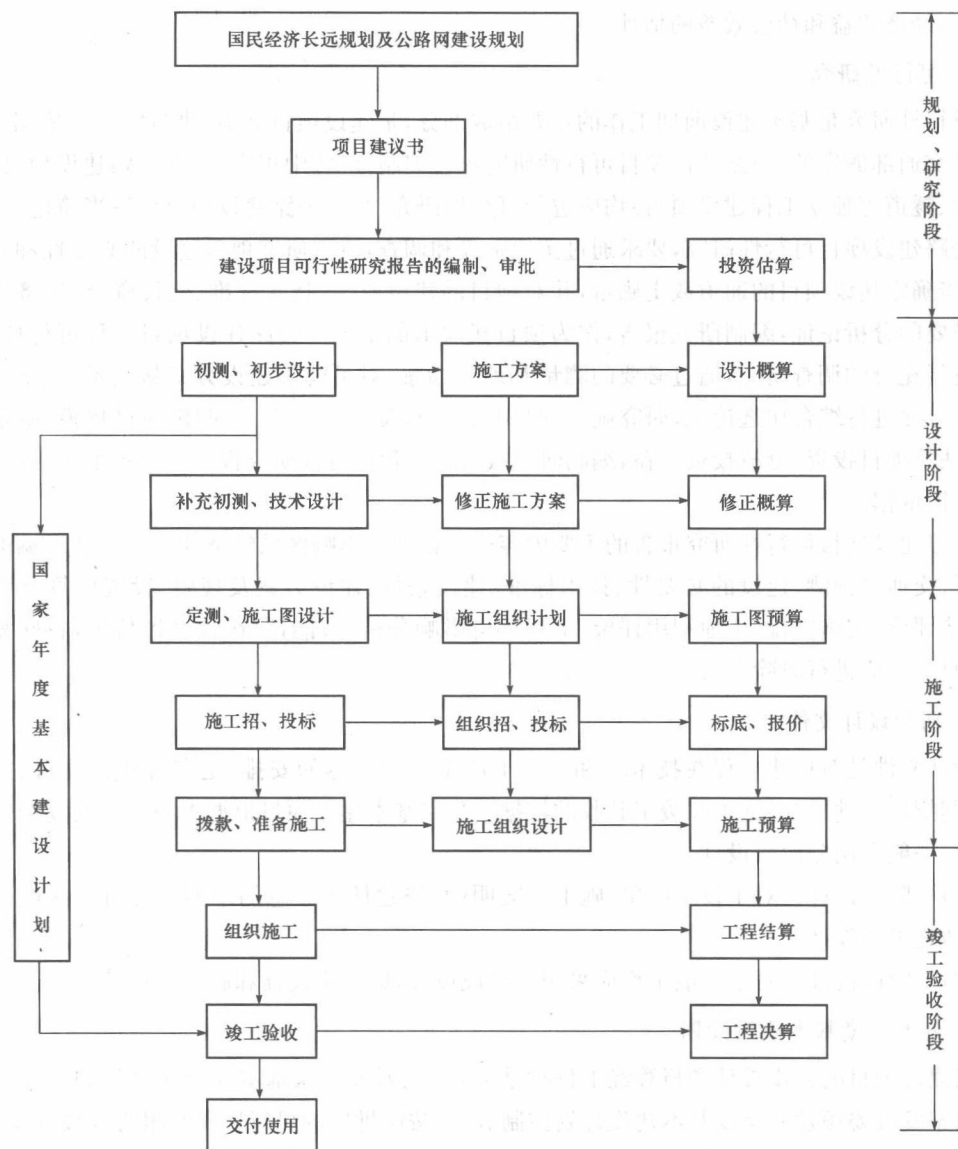 国民经济长远规划及公路网建设规划
项目建议书
建设项目可行性研究报告的编制、审批
投资估算
规划、研究阶段
初测、初步设计
施工方案
设计概算
补充初测、技术设计
修正施工方案
修正概算
设计阶段
国家年度基本建设计划
定测、施工图设计
施工组织计划
施工图预算
施工招、投标
组织招、投标
标底、报价
拨款、准备施工
施工组织设计
施工预算
施工阶段
组织施工
工程结算
竣工验收
工程决算
交付使用
竣工验收阶段